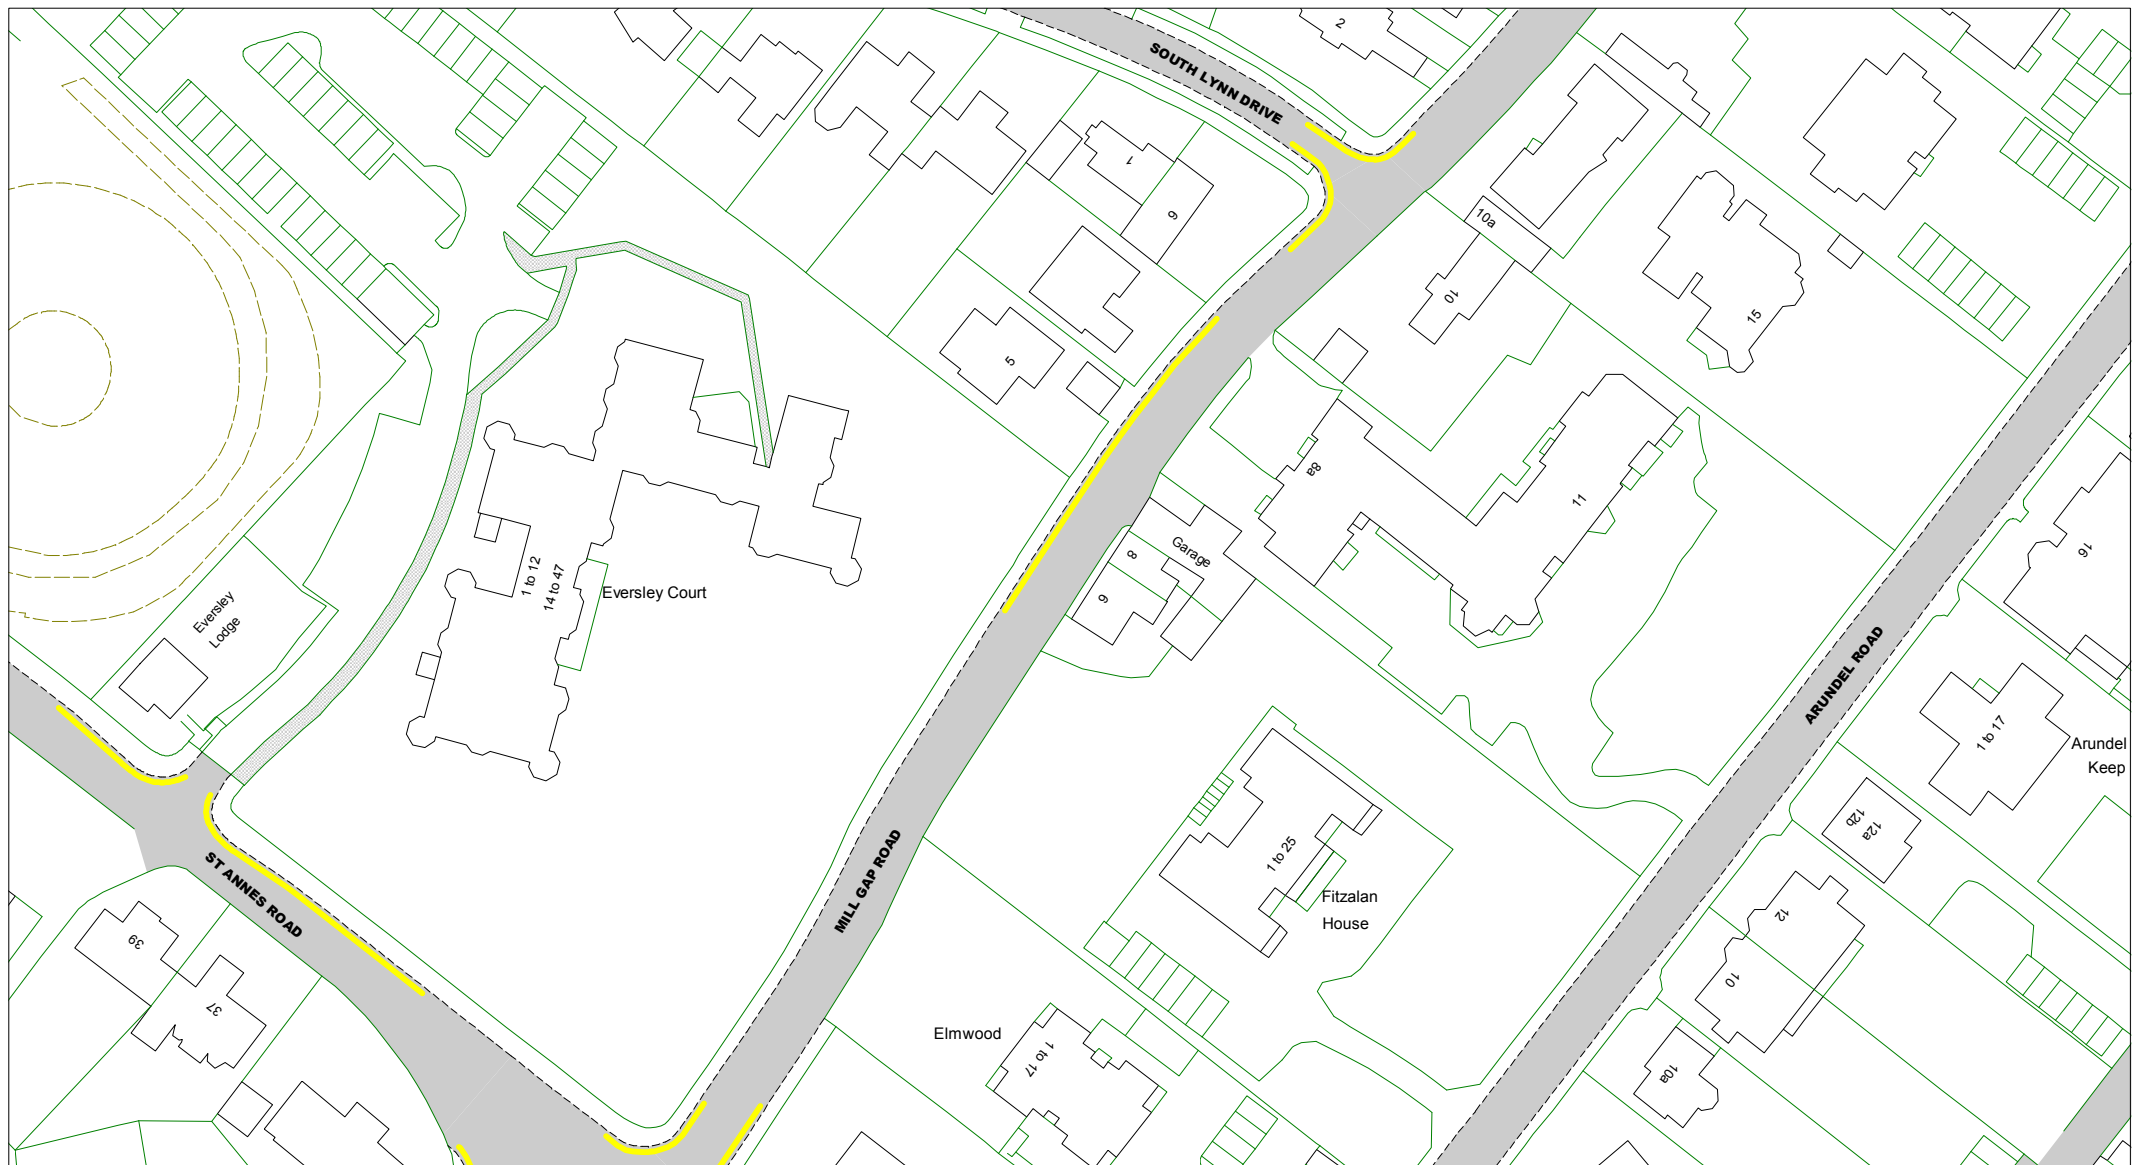 2
SOUTH LYNN DRIVE
1
9
10a
10
15
5
8a
11
Garage
8
6
16
1 to 12
14 to 47
Eversley Court
Eversley
Lodge
ARUNDEL ROAD
1 to 17
Arundel
Keep
12b
12a
MILL GAP ROAD
1 to 25
Fitzalan
House
ST ANNES ROAD
39
37
12
10
Elmwood
1 to 17
10a